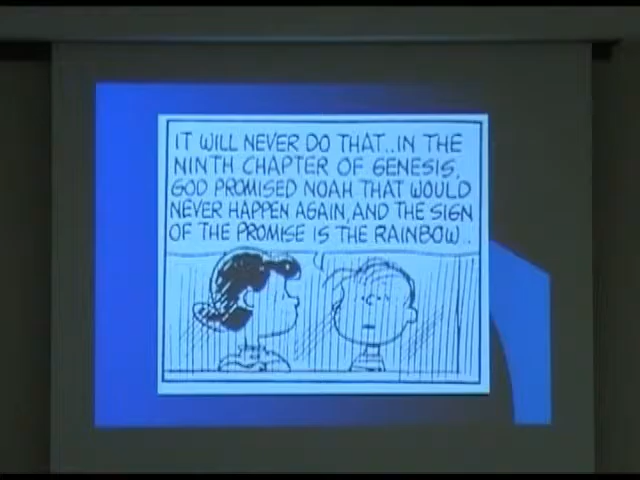 IT WILL NEVER DO THAT..IN THE
NINTH CHAPTER OF GENESIS,
GOD PROMISED NOAH THAT WOULD
NEVER HAPPEN AGAIN, AND THE SIGN
OF THE PROMISE IS THE RAINBOW..